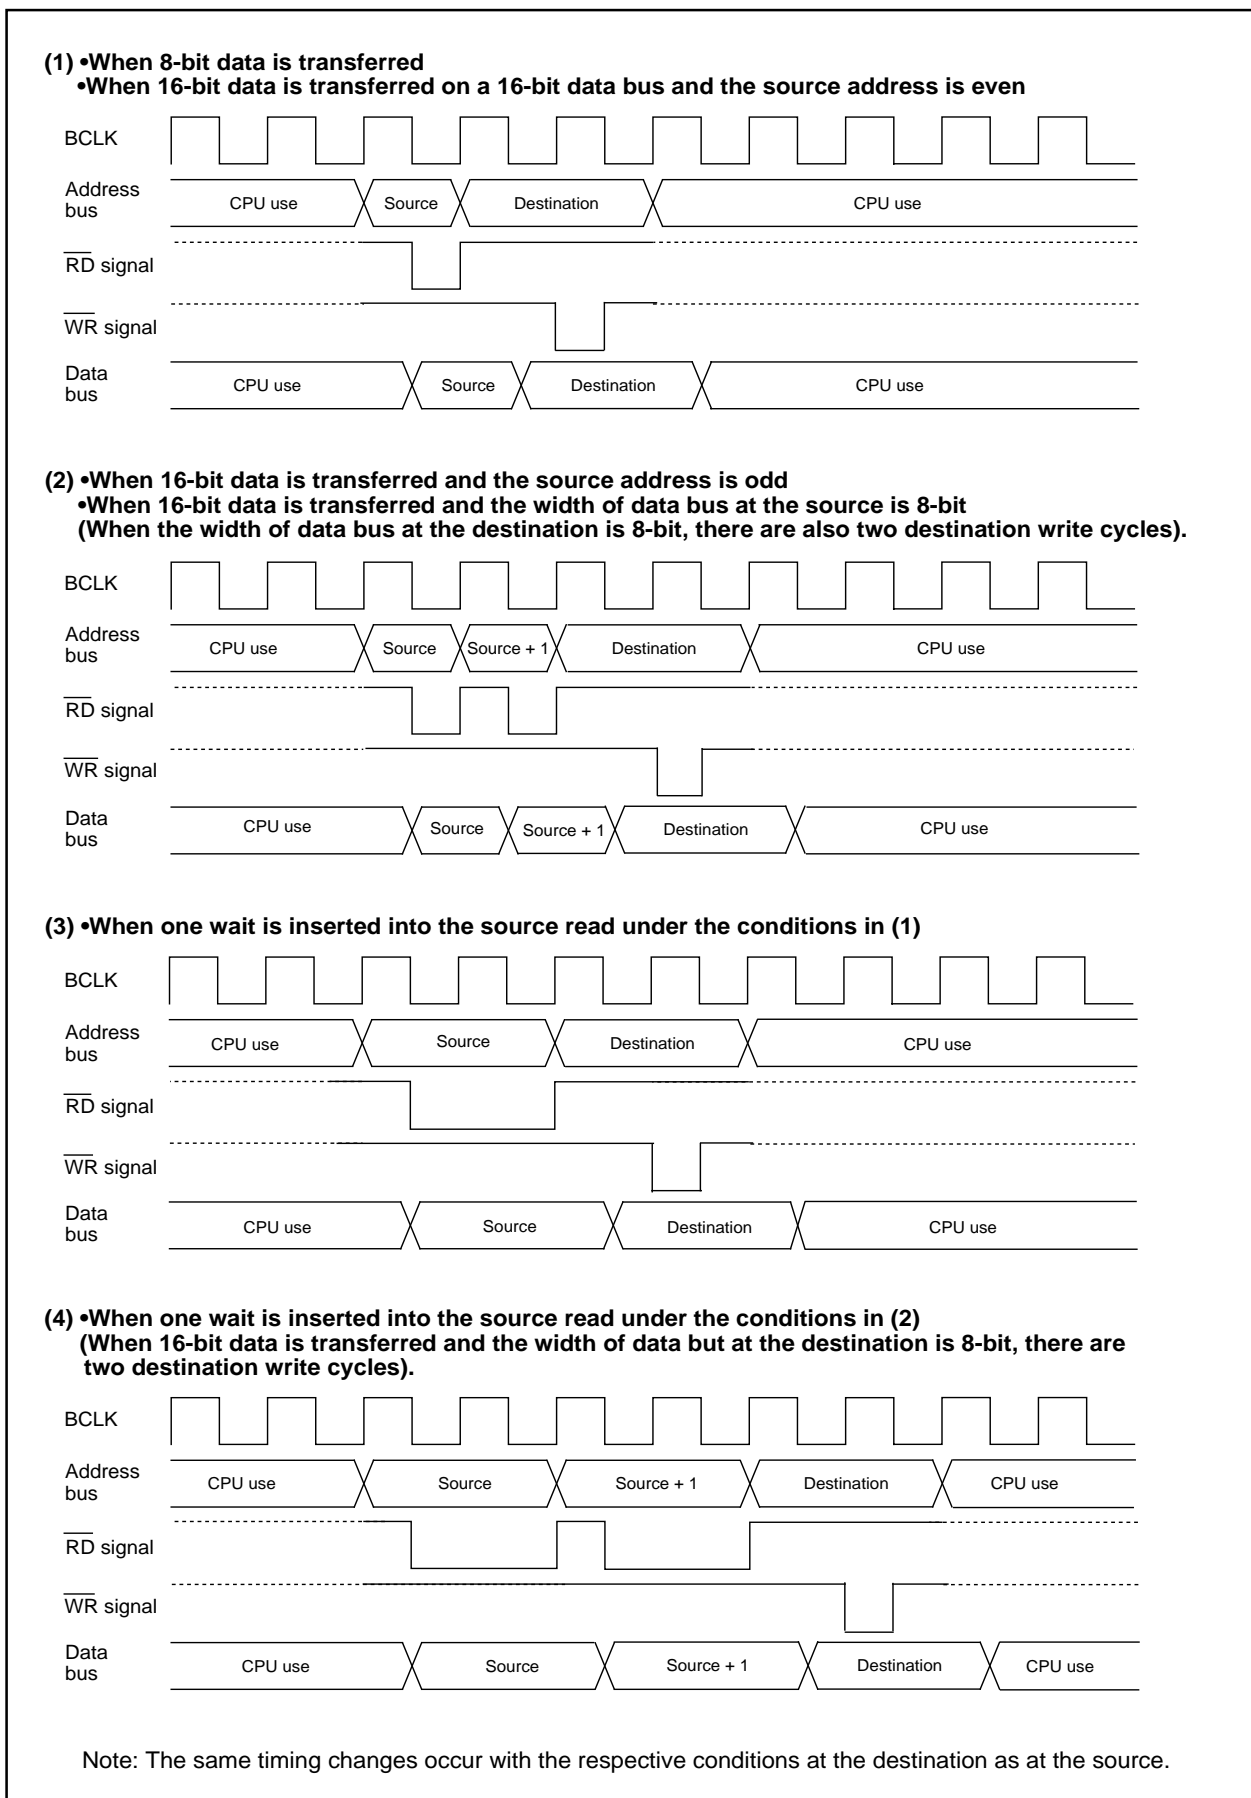 (1) •When 8-bit data is transferred
•When 16-bit data is transferred on a 16-bit data bus and the source address is even
BCLK
Address
bus
CPU use
Source
Destination
CPU use
RD signal
WR signal
Data
bus
CPU use
Source
Destination
CPU use
(2) •When 16-bit data is transferred and the source address is odd
•When 16-bit data is transferred and the width of data bus at the source is 8-bit
(When the width of data bus at the destination is 8-bit, there are also two destination write cycles).
BCLK
Address
bus
CPU use
Source
Source + 1
Destination
CPU use
RD signal
WR signal
Data
bus
CPU use
Source
Source + 1
Destination
CPU use
(3) •When one wait is inserted into the source read under the conditions in (1)
BCLK
Address
bus
CPU use
Source
Destination
CPU use
RD signal
WR signal
Data
bus
CPU use
Source
Destination
CPU use
(4) •When one wait is inserted into the source read under the conditions in (2)
(When 16-bit data is transferred and the width of data but at the destination is 8-bit, there are
two destination write cycles).
BCLK
Address
bus
CPU use
Source
Source + 1
Destination
CPU use
RD signal
WR signal
Data
bus
CPU use
Source
Source + 1
Destination
CPU use
Note: The same timing changes occur with the respective conditions at the destination as at the source.